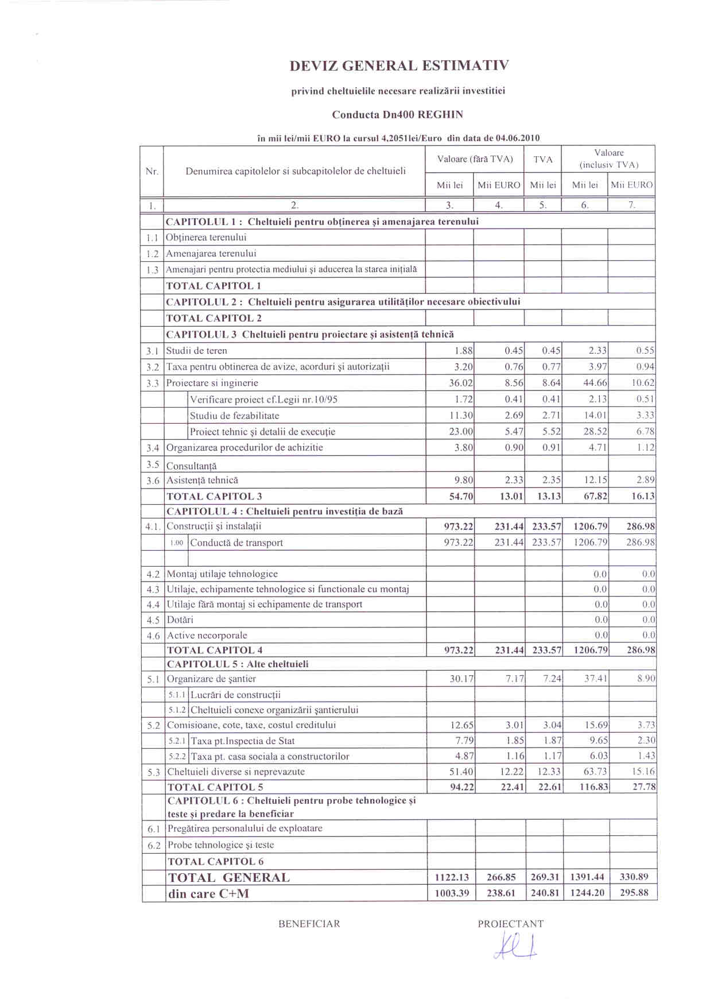 DEVIZ GENERAL ESTIMATIV
privind cheltuielile necesare realizării investitiei
Conducta Dn400 REGHIN
în mii lei/mii EURO la cursul 4,2051lei/Euro din data de 04.06.2010
Nr. Denumirea capitolelor si subcapitolelor de cheltuieli Valoare (fără TVA) TVA Valoare (inclusiv TVA)
Mii lei Mii EURO Mii lei Mii lei Mii EURO
1. 2. 3. 4. 5. 6. 7.
CAPITOLUL 1 : Cheltuieli pentru obţinerea şi amenajarea terenului
1.1 Obţinerea terenului
1.2 Amenajarea terenului
1.3 Amenajari pentru protectia mediului şi aducerea la starea iniţială
TOTAL CAPITOL 1
CAPITOLUL 2 : Cheltuieli pentru asigurarea utilităţilor necesare obiectivului
TOTAL CAPITOL 2
CAPITOLUL 3 Cheltuieli pentru proiectare şi asistenţă tehnică
3.1 Studii de teren 1.88 0.45 0.45 2.33 0.55
3.2 Taxa pentru obtinerea de avize, acorduri şi autorizaţii 3.20 0.76 0.77 3.97 0.94
3.3 Proiectare si inginerie 36.02 8.56 8.64 44.66 10.62
Verificare proiect cf.Legii nr.10/95 1.72 0.41 0.41 2.13 0.51
Studiu de fezabilitate 11.30 2.69 2.71 14.01 3.33
Proiect tehnic şi detalii de execuţie 23.00 5.47 5.52 28.52 6.78
3.4 Organizarea procedurilor de achizitie 3.80 0.90 0.91 4.71 1.12
3.5 Consultanţă
3.6 Asistenţă tehnică 9.80 2.33 2.35 12.15 2.89
TOTAL CAPITOL 3 54.70 13.01 13.13 67.82 16.13
CAPITOLUL 4 : Cheltuieli pentru investiţia de bază
4.1. Construcţii şi instalaţii 973.22 231.44 233.57 1206.79 286.98
1.00 Conductă de transport 973.22 231.44 233.57 1206.79 286.98
4.2 Montaj utilaje tehnologice 0.0 0.0
4.3 Utilaje, echipamente tehnologice si functionale cu montaj 0.0 0.0
4.4 Utilaje fără montaj si echipamente de transport 0.0 0.0
4.5 Dotări 0.0 0.0
4.6 Active necorporale 0.0 0.0
TOTAL CAPITOL 4 973.22 231.44 233.57 1206.79 286.98
CAPITOLUL 5 : Alte cheltuieli
5.1 Organizare de şantier 30.17 7.17 7.24 37.41 8.90
5.1.1 Lucrări de construcţii
5.1.2 Cheltuieli conexe organizării şantierului
5.2 Comisioane, cote, taxe, costul creditului 12.65 3.01 3.04 15.69 3.73
5.2.1 Taxa pt.Inspectia de Stat 7.79 1.85 1.87 9.65 2.30
5.2.2 Taxa pt. casa sociala a constructorilor 4.87 1.16 1.17 6.03 1.43
5.3 Cheltuieli diverse si neprevazute 51.40 12.22 12.33 63.73 15.16
TOTAL CAPITOL 5 94.22 22.41 22.61 116.83 27.78
CAPITOLUL 6 : Cheltuieli pentru probe tehnologice şi
teste şi predare la beneficiar
6.1 Pregătirea personalului de exploatare
6.2 Probe tehnologice şi teste
TOTAL CAPITOL 6
TOTAL GENERAL 1122.13 266.85 269.31 1391.44 330.89
din care C+M 1003.39 238.61 240.81 1244.20 295.88
BENEFICIAR PROIECTANT